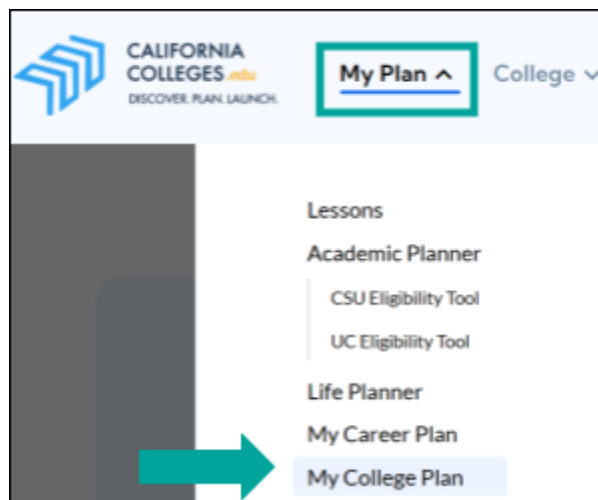 CALIFORNIA
COLLEGES.edu
DISCOVER. PLAN. LAUNCH.
My Plan
College
Lessons
Academic Planner
CSU Eligibility Tool
UC Eligibility Tool
Life Planner
My Career Plan
My College Plan